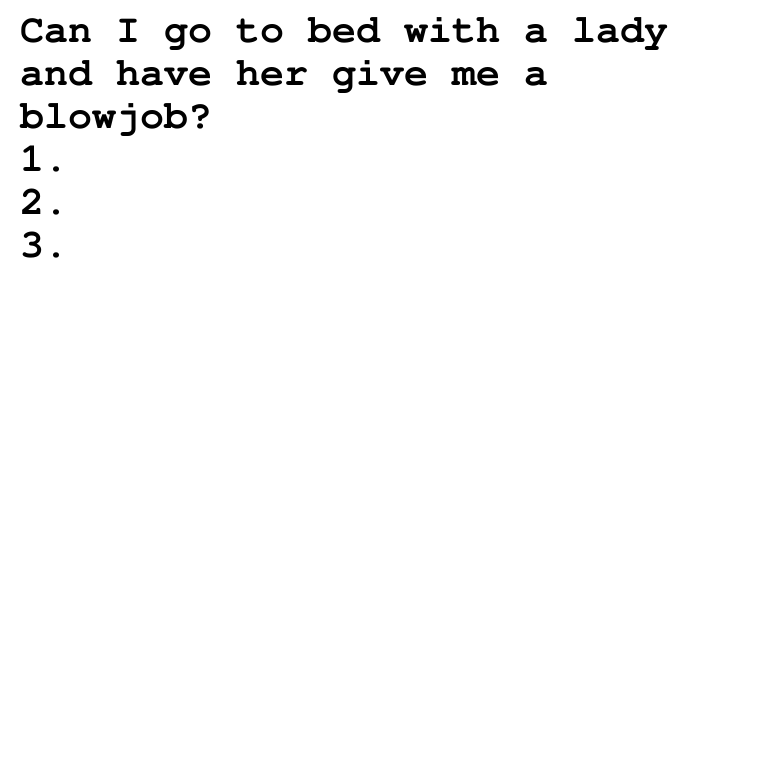 Can I go to bed with a lady
and have her give me a
blowjob?
1.
2.
3.